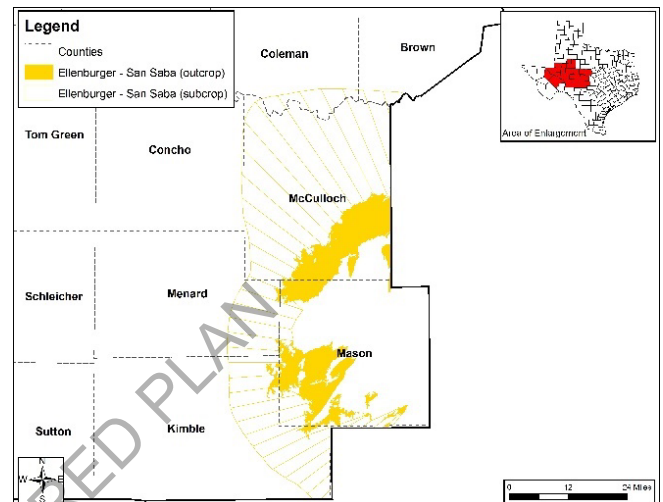 Legend
Counties
Ellenburger - San Saba (outcrop)
Ellenburger - San Saba (subcrop)
Coleman
Brown
Area of Enlargement
Tom Green
Concho
McCulloch
Schleicher
Menard
Mason
Sutton
Kimble
N
W E
S
0 12 24 Miles
RED PLAN